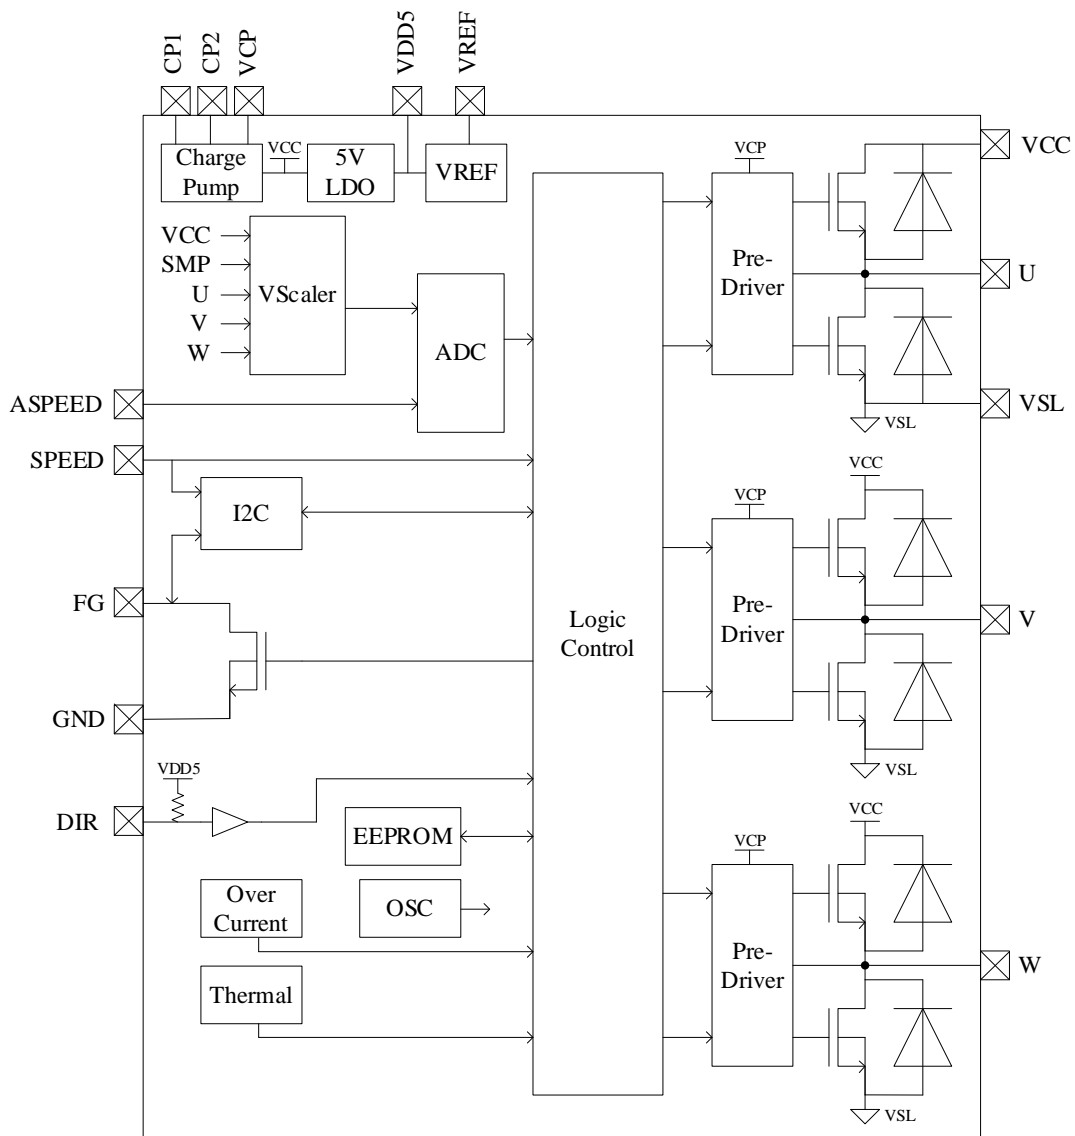 CP1
CP2
VCP
VDD5
VREF
Charge
Pump
VCC
5V
LDO
VREF
VCP
VCC
VCC
SMP
U
V
W
VScaler
ADC
Pre-
Driver
U
ASPEED
VSL
VSL
SPEED
I2C
VCC
VCP
FG
Logic
Control
Pre-
Driver
V
GND
VDD5
VSL
DIR
EEPROM
VCC
VCP
Over
Current
OSC
Pre-
Driver
W
Thermal
VSL